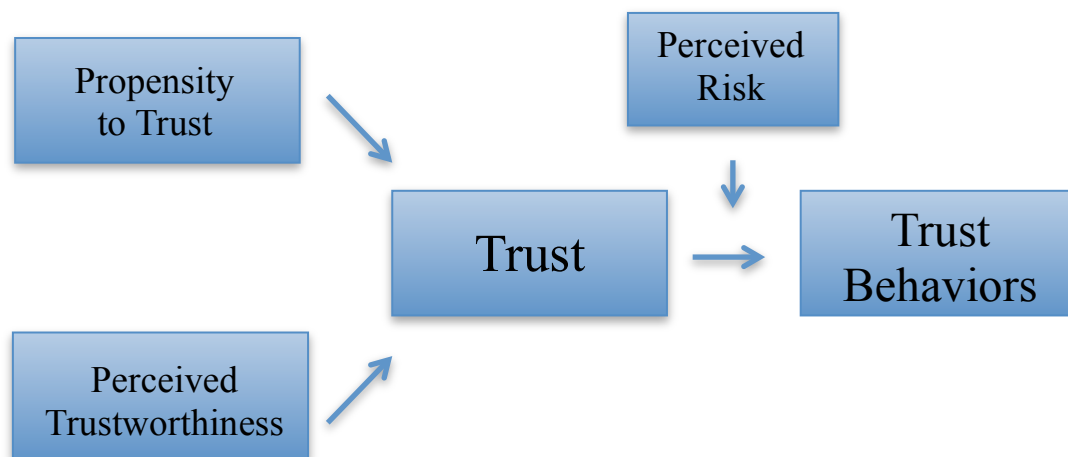 Propensity
to Trust
Perceived
Risk
Trust
Trust
Behaviors
Perceived
Trustworthiness